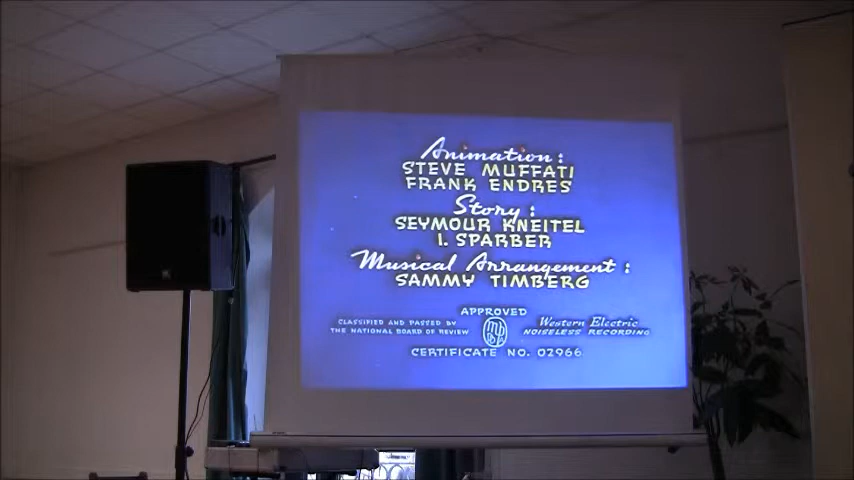 Animation:
STEVE MUFFATI
FRANK ENDRES
Story:
SEYMOUR KNEITEL
I. SPARBER
Musical Arrangement:
SAMMY TIMBERG
APPROVED
CLASSIFIED AND PASSED BY
THE NATIONAL BOARD OF REVIEW
Western Electric
NOISELESS RECORDING
CERTIFICATE NO. 02966